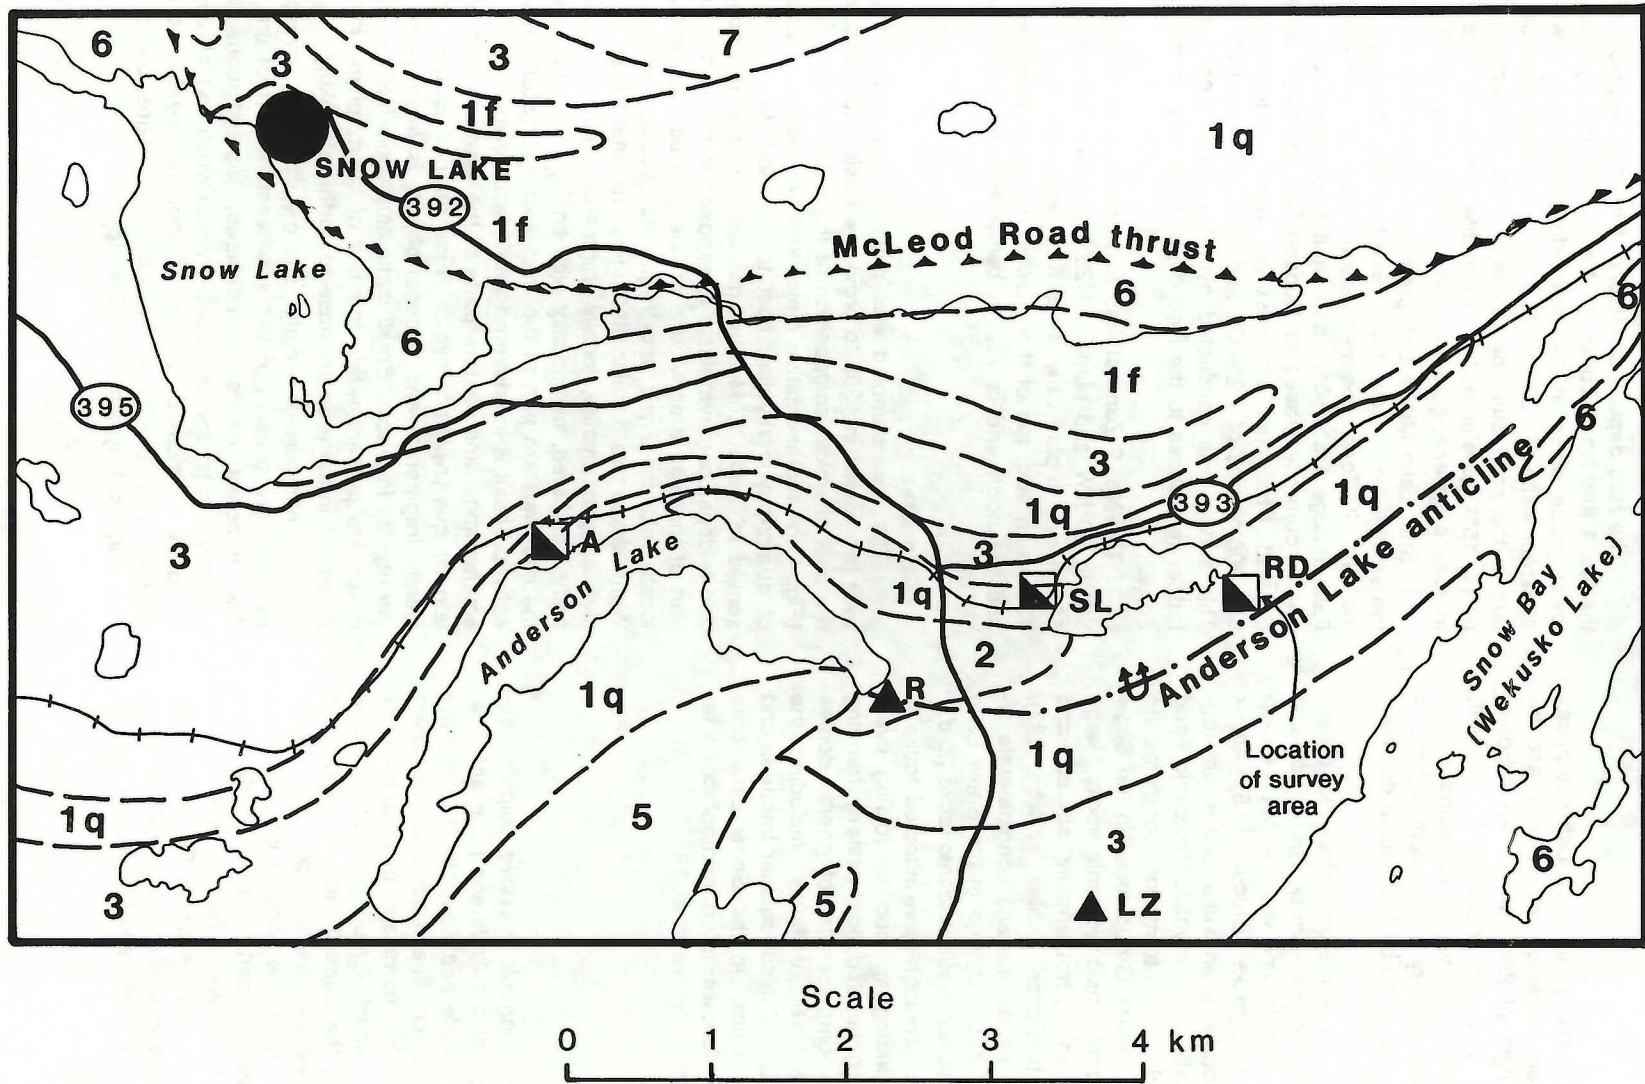 6
3
3
7
1f
1q
SNOW LAKE
392
1f
McLeod Road thrust
Snow Lake
6
6
6
1f
395
6
3
393
1q
1q
3
A
3
Anderson Lake
1q
SL
RD
Anderson Lake anticline
Snow Bay
(Wekusko Lake)
2
1q
R
1q
Location
of survey
area
1q
5
3
6
3
5
LZ
Scale
0 1 2 3 4 km